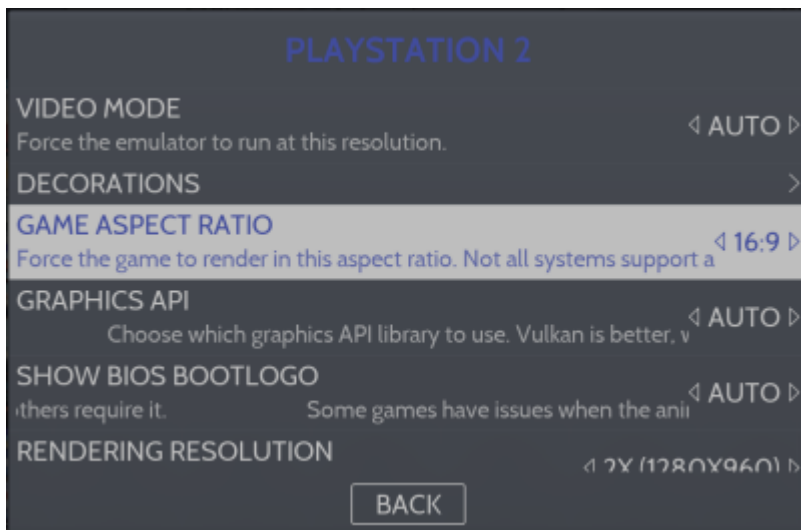 PLAYSTATION 2
VIDEO MODE
AUTO
Force the emulator to run at this resolution.
DECORATIONS
GAME ASPECT RATIO
16:9
Force the game to render in this aspect ratio. Not all systems support a
GRAPHICS API
AUTO
Choose which graphics API library to use. Vulkan is better,
SHOW BIOS BOOTLOGO
AUTO
thers require it. Some games have issues when the ani
RENDERING RESOLUTION
2X (1280X960)
BACK